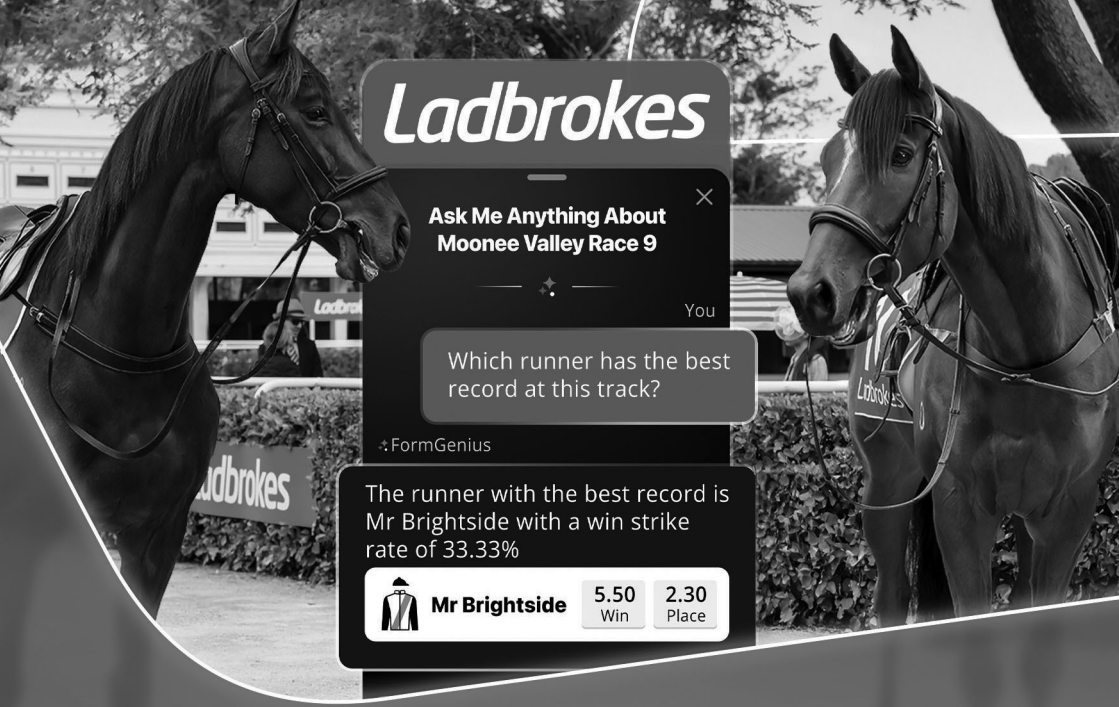 Ladbrokes
Ask Me Anything About
Moonee Valley Race 9
You
Which runner has the best
record at this track?
FormGenius
The runner with the best record is
Mr Brightside with a win strike
rate of 33.33%
Mr Brightside
5.50
Win
2.30
Place
Ladbrokes